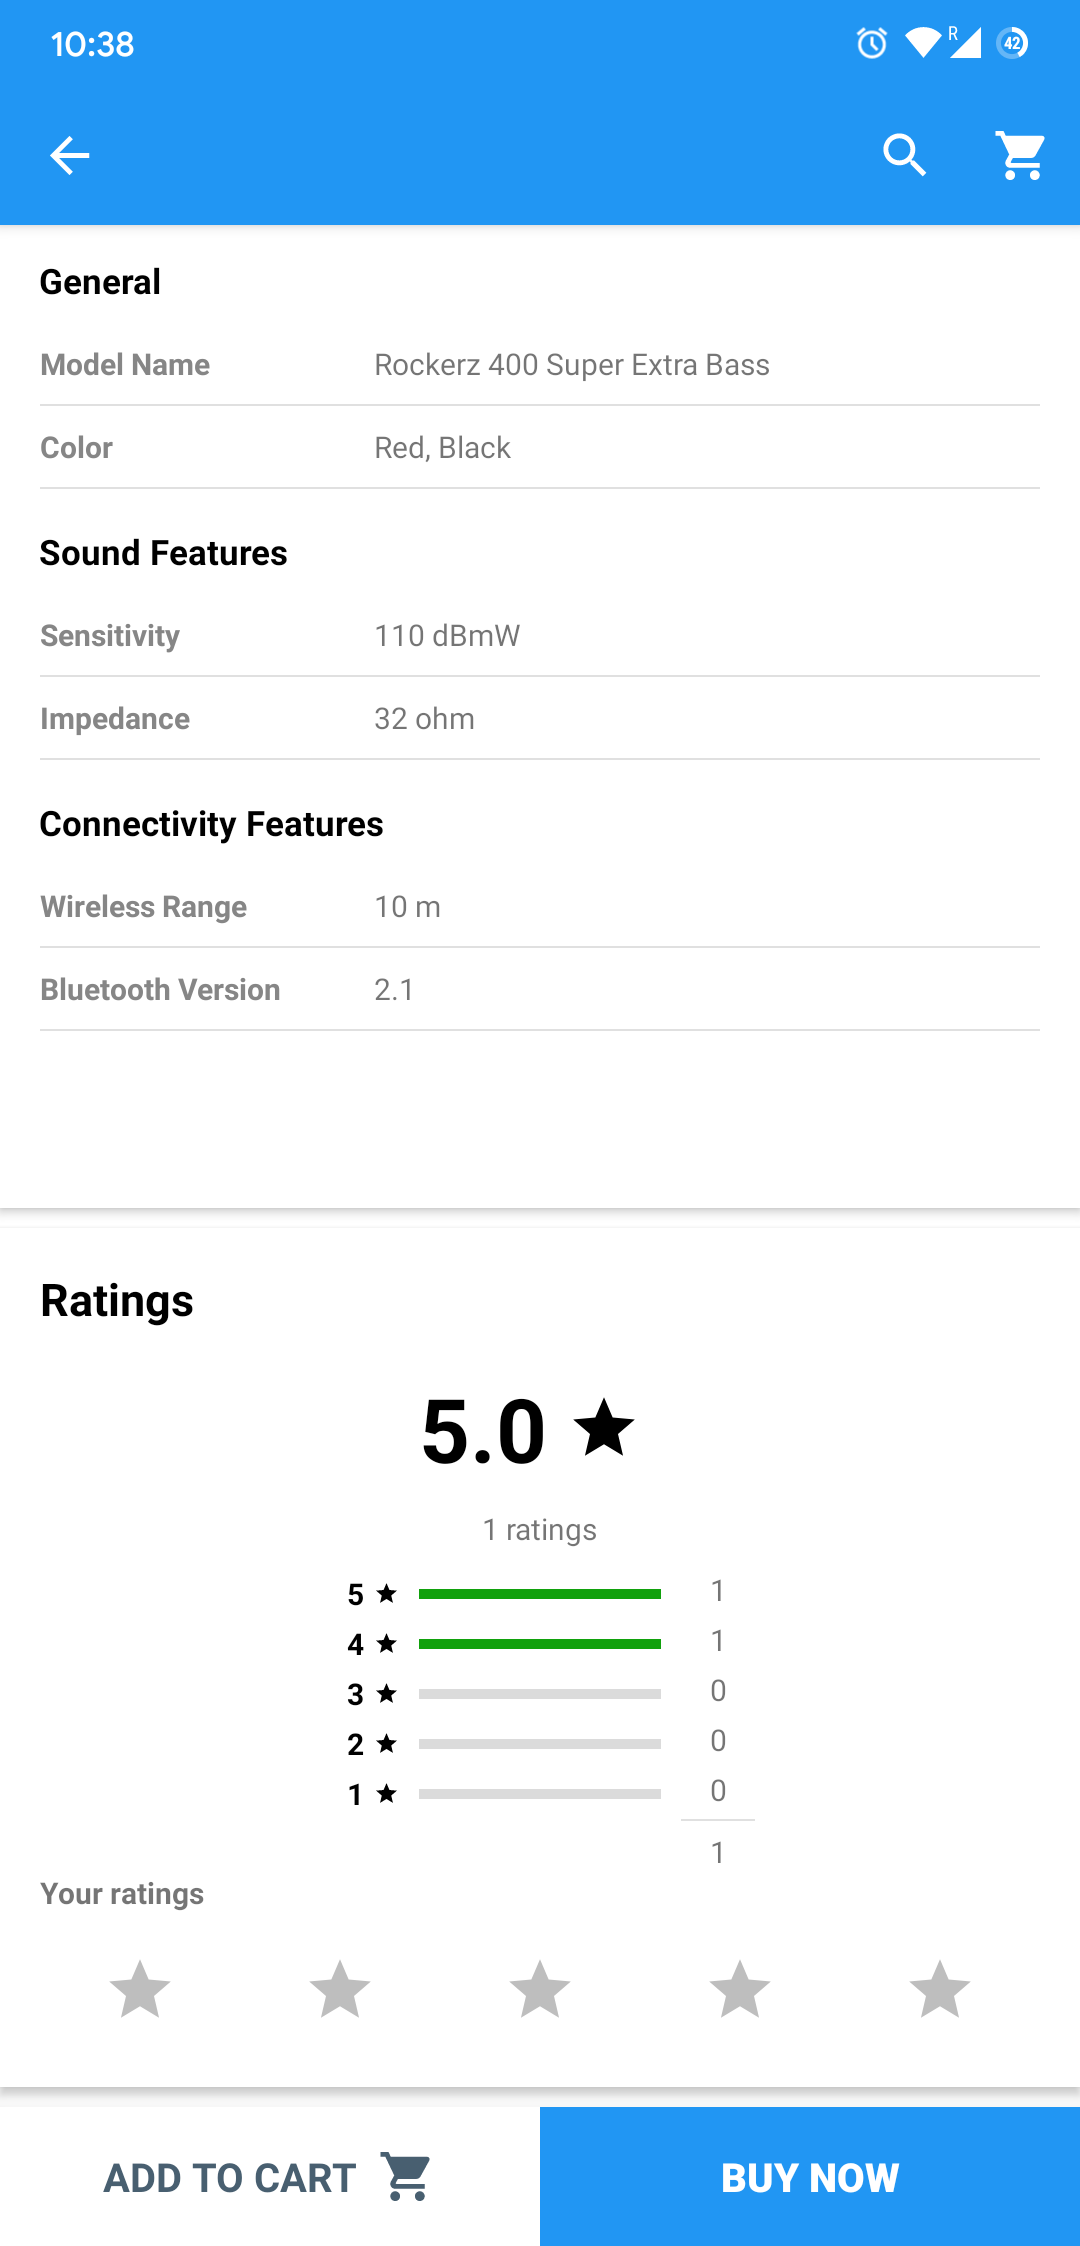 10:38
R
42
General
Model Name Rockerz 400 Super Extra Bass
Color Red, Black
Sound Features
Sensitivity 110 dBmW
Impedance 32 ohm
Connectivity Features
Wireless Range 10 m
Bluetooth Version 2.1
Ratings
5.0
1 ratings
5 1
4 1
3 0
2 0
1 0
1
Your ratings
ADD TO CART
BUY NOW